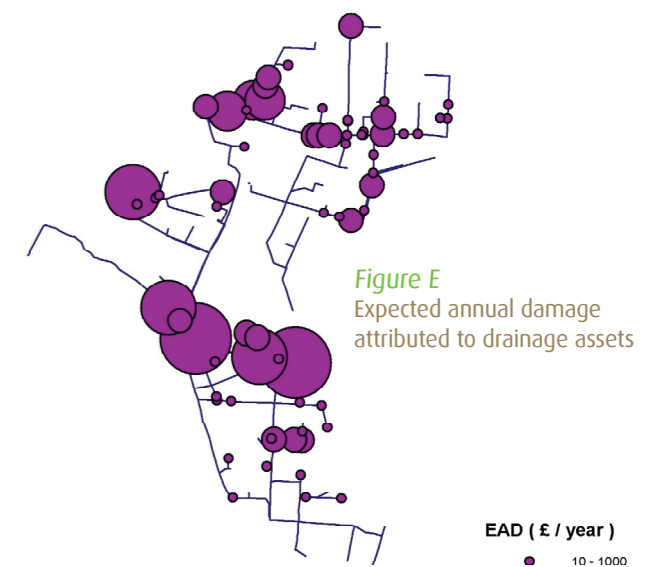 Figure E
Expected annual damage
attributed to drainage assets
EAD ( £ / year )
10 - 1000